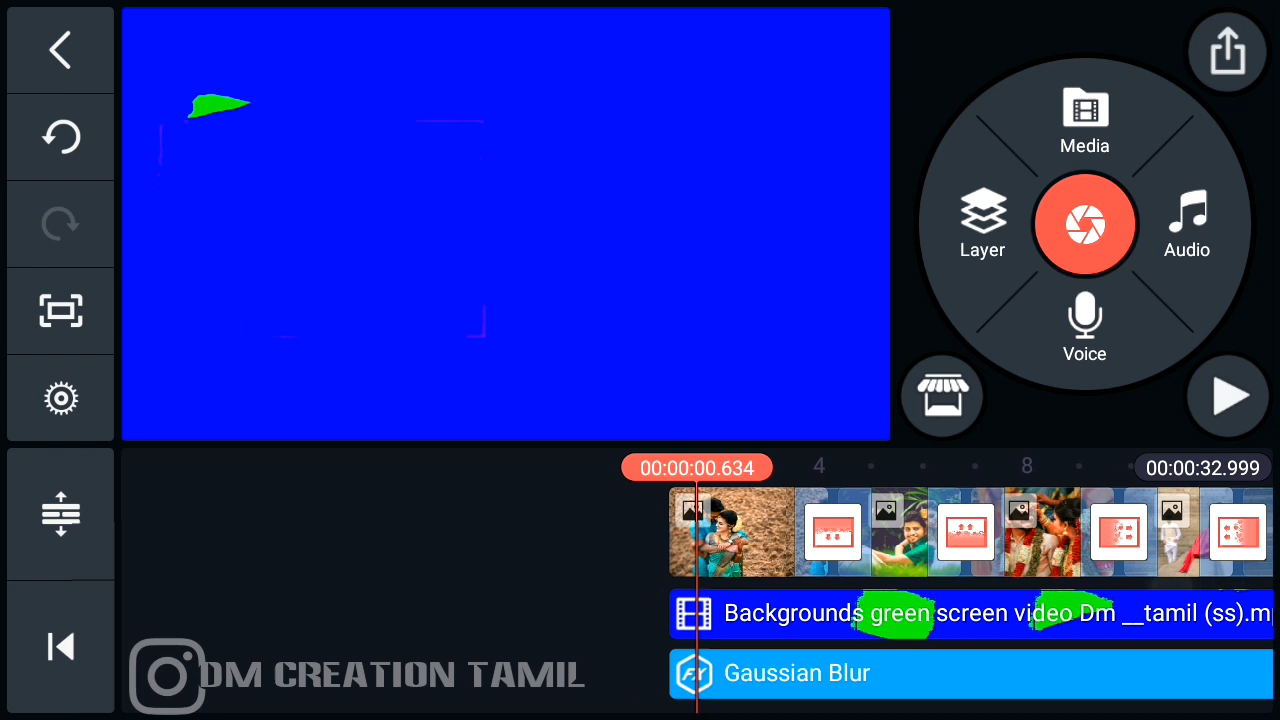 Media
Layer
Audio
Voice
00:00:00.634
4
8
00:00:32.999
Backgrounds green screen video Dm __tamil (ss).m
Gaussian Blur
DM CREATION TAMIL